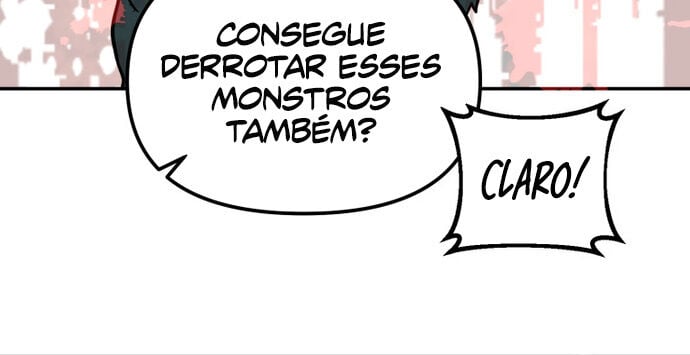 CONSEGUE
DERROTAR ESSES
MONSTROS
TAMBÉM?
CLARO!